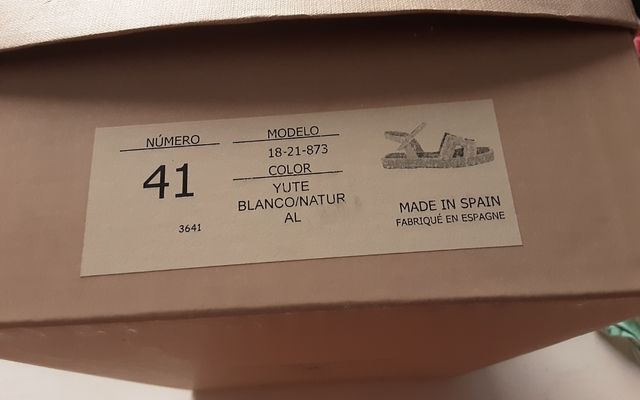 NÚMERO
41
3641
MODELO
18-21-873
COLOR
YUTE
BLANCO/NATUR
AL
MADE IN SPAIN
FABRIQUÉ EN ESPAGNE